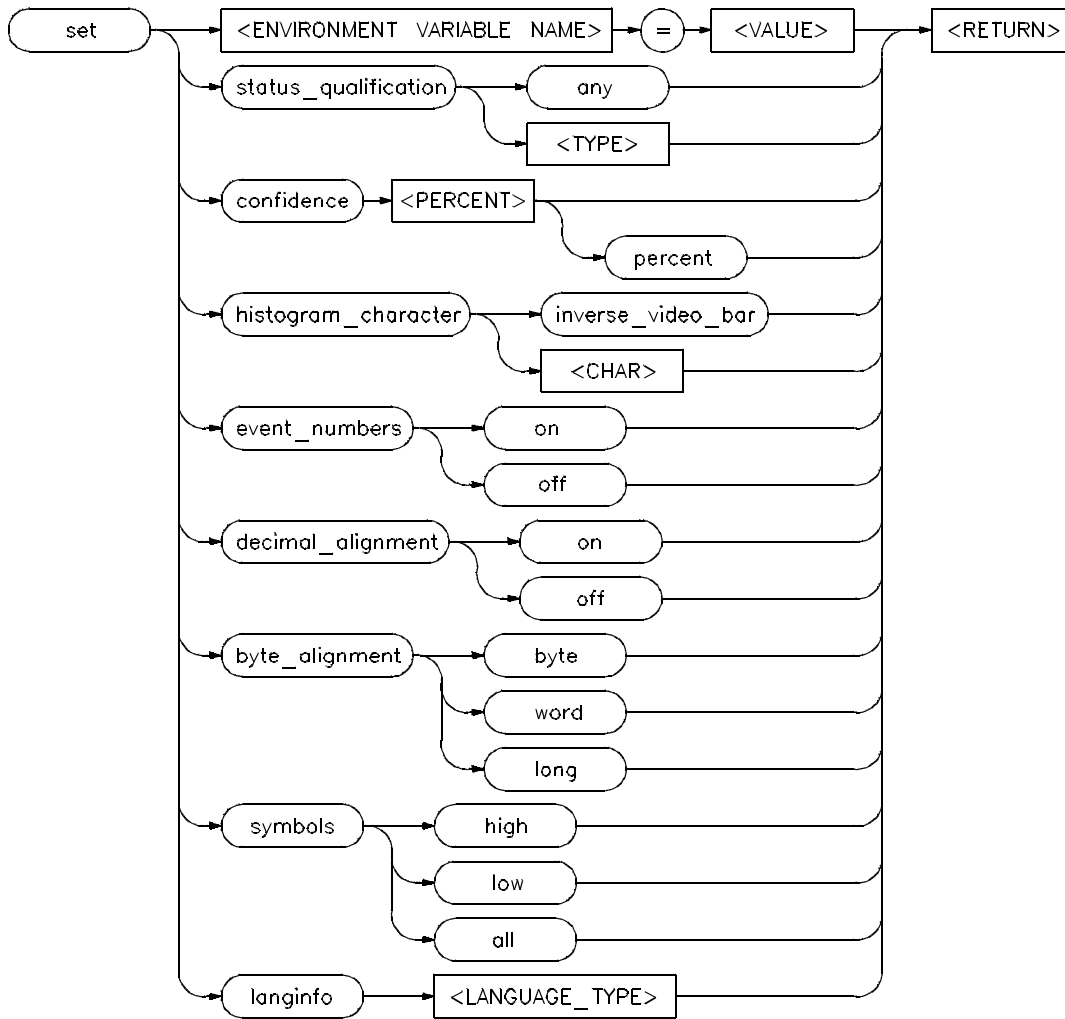 set <ENVIRONMENT VARIABLE NAME> = <VALUE> <RETURN>
status_qualification any
<TYPE>
confidence <PERCENT>
percent
histogram_character inverse_video_bar
<CHAR>
event_numbers on
off
decimal_alignment on
off
byte_alignment byte
word
long
symbols high
low
all
langinfo <LANGUAGE_TYPE>